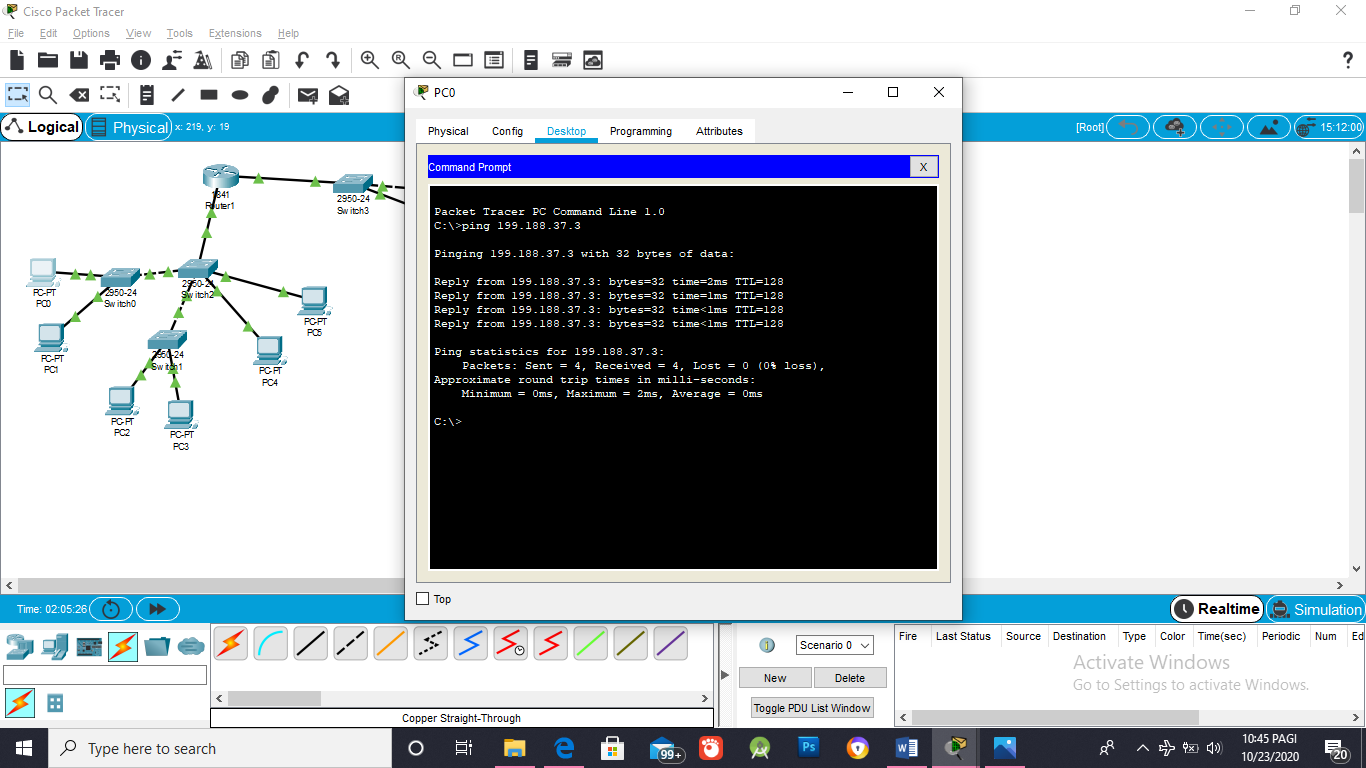 Cisco Packet Tracer
File Edit Options View Tools Extensions Help
Logical Physical x: 219, y: 19 [Root] 15:12:00
1841
Router1
2950-24
Switch3
PC-PT
PC0
2950-24
Switch0
2950-24
Switch2
PC-PT
PC1
2950-24
Switch1
PC-PT
PC5
PC-PT
PC4
PC-PT
PC2
PC-PT
PC3
PC0
Physical Config Desktop Programming Attributes
Command Prompt X
Packet Tracer PC Command Line 1.0
C:\>ping 199.188.37.3
Pinging 199.188.37.3 with 32 bytes of data:
Reply from 199.188.37.3: bytes=32 time=2ms TTL=128
Reply from 199.188.37.3: bytes=32 time=1ms TTL=128
Reply from 199.188.37.3: bytes=32 time<1ms TTL=128
Reply from 199.188.37.3: bytes=32 time<1ms TTL=128
Ping statistics for 199.188.37.3:
Packets: Sent = 4, Received = 4, Lost = 0 (0% loss),
Approximate round trip times in milli-seconds:
Minimum = 0ms, Maximum = 2ms, Average = 0ms
C:\>
Top
Time: 02:05:26 Realtime Simulation
Copper Straight-Through
Scenario 0
New Delete
Toggle PDU List Window
Fire Last Status Source Destination Type Color Time(sec) Periodic Num Ed
Activate Windows
Go to Settings to activate Windows.
Type here to search
99+
Ps
10:45 PAGI
10/23/2020
20